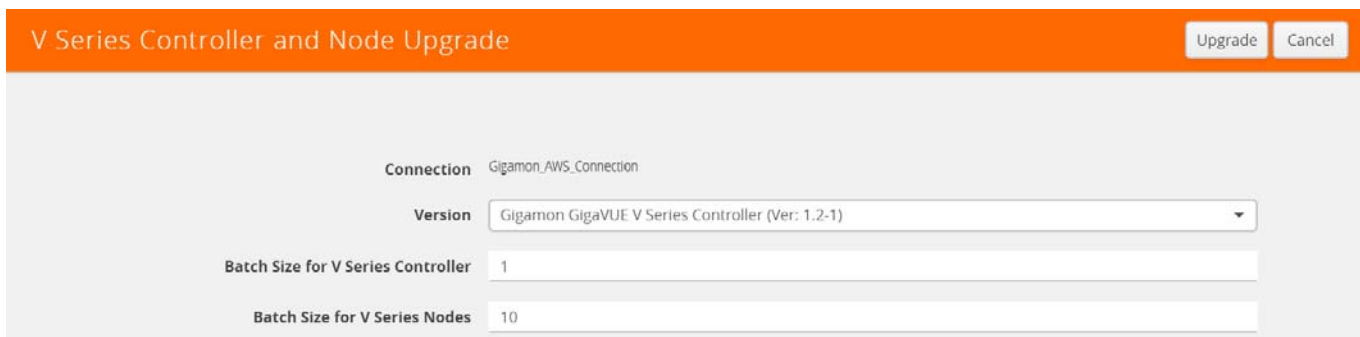 V Series Controller and Node Upgrade
Upgrade
Cancel
Connection Gigamon_AWS_Connection
Version Gigamon GigaVUE V Series Controller (Ver: 1.2-1)
Batch Size for V Series Controller 1
Batch Size for V Series Nodes 10